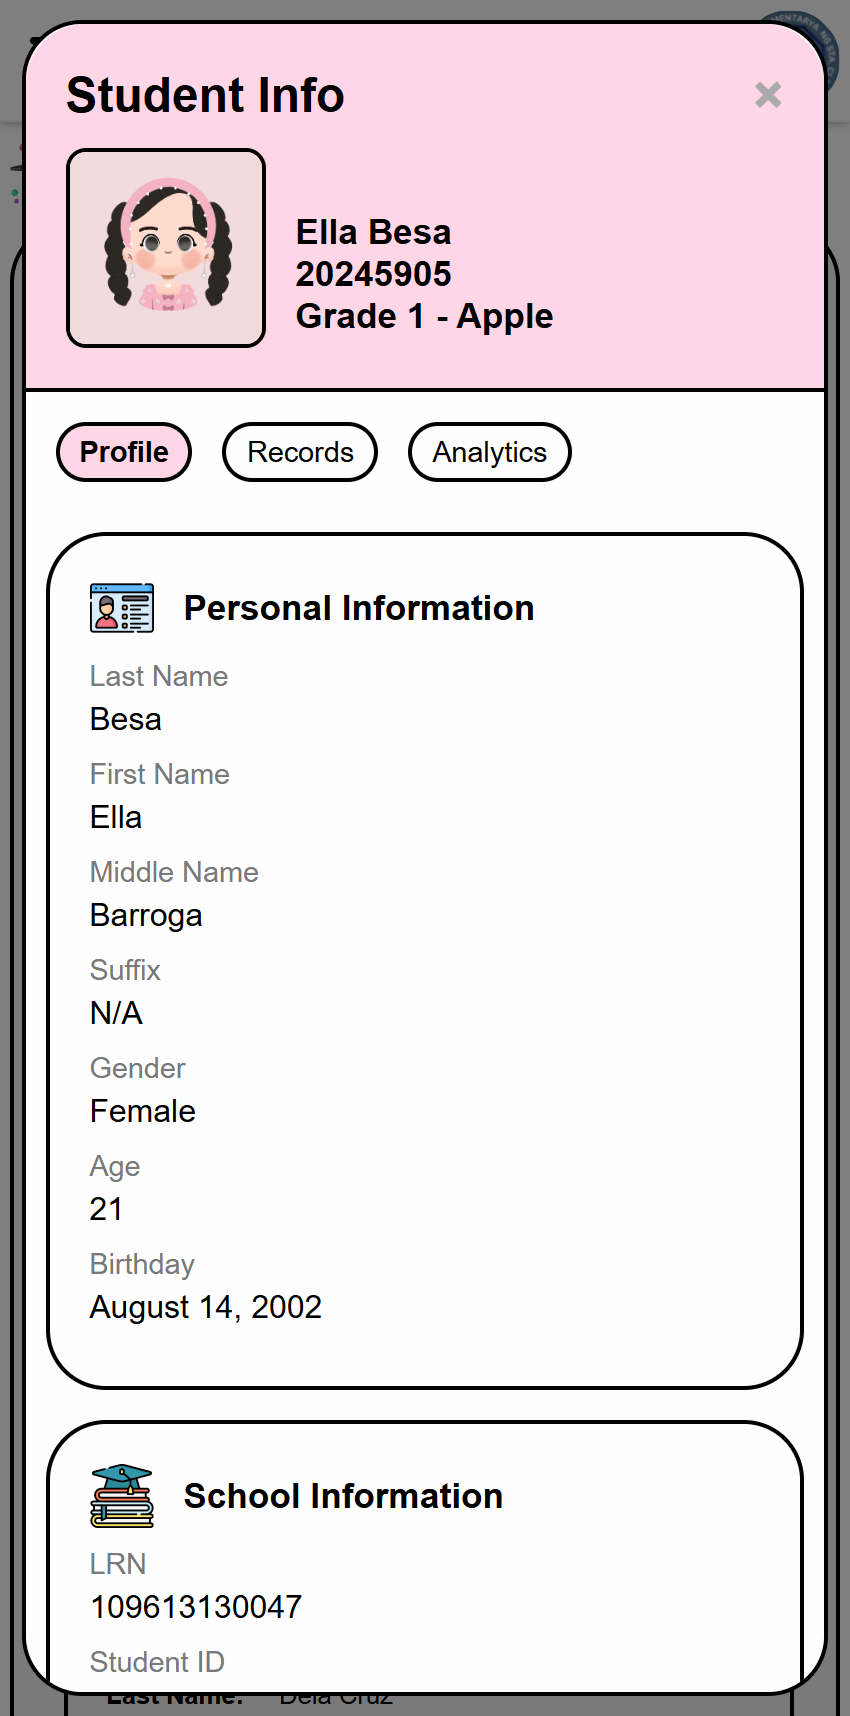 Student Info
×
Ella Besa
20245905
Grade 1 - Apple
Profile
Records
Analytics
Personal Information
Last Name
Besa
First Name
Ella
Middle Name
Barroga
Suffix
N/A
Gender
Female
Age
21
Birthday
August 14, 2002
School Information
LRN
109613130047
Student ID
Last Name: Dela Cruz